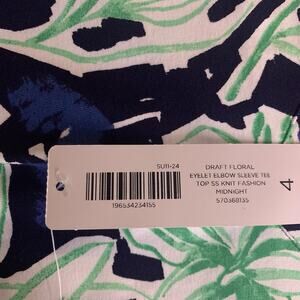 SU11-24
196534234155
DRAFT FLORAL
EYELET ELBOW SLEEVE TEE
TOP SS KNIT FASHION
MIDNIGHT
570368135
4